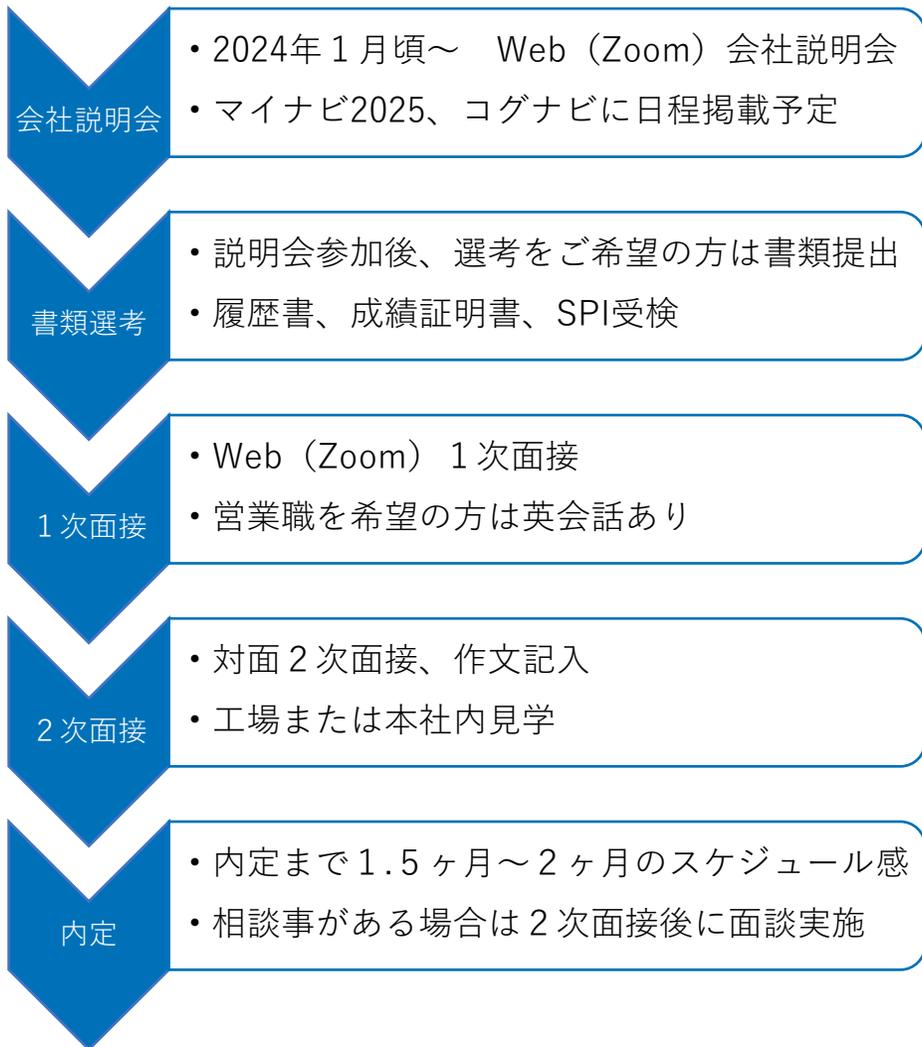 会社説明会
・2024年１月頃～　Web（Zoom）会社説明会
・マイナビ2025、コグナビに日程掲載予定
書類選考
・説明会参加後、選考をご希望の方は書類提出
・履歴書、成績証明書、SPI受検
１次面接
・Web（Zoom）１次面接
・営業職を希望の方は英会話あり
２次面接
・対面２次面接、作文記入
・工場または本社内見学
内定
・内定まで１.５ヶ月～２ヶ月のスケジュール感
・相談事がある場合は２次面接後に面談実施